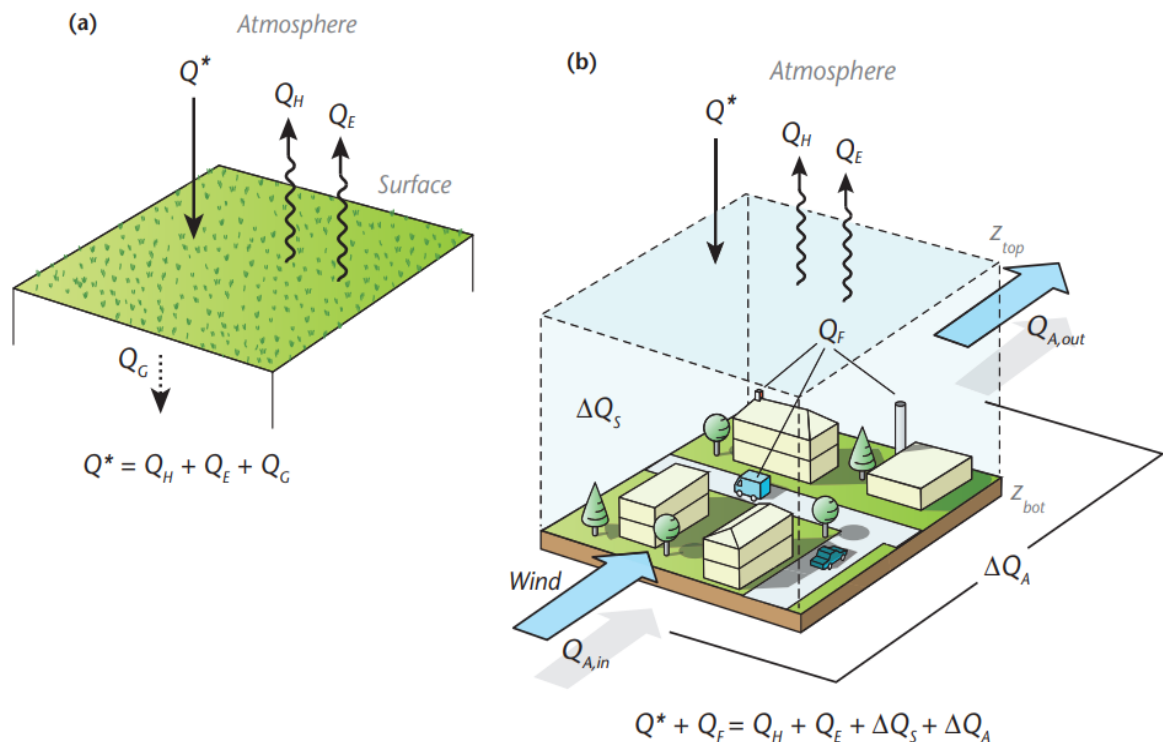 (a)
Atmosphere
Q*
Q_H
Q_E
Surface
Q_G
Q* = Q_H + Q_E + Q_G
(b)
Atmosphere
Q*
Q_H
Q_E
z_top
Q_A,out
Q_F
ΔQ_S
z_bot
Wind
ΔQ_A
Q_A,in
Q* + Q_F = Q_H + Q_E + ΔQ_S + ΔQ_A